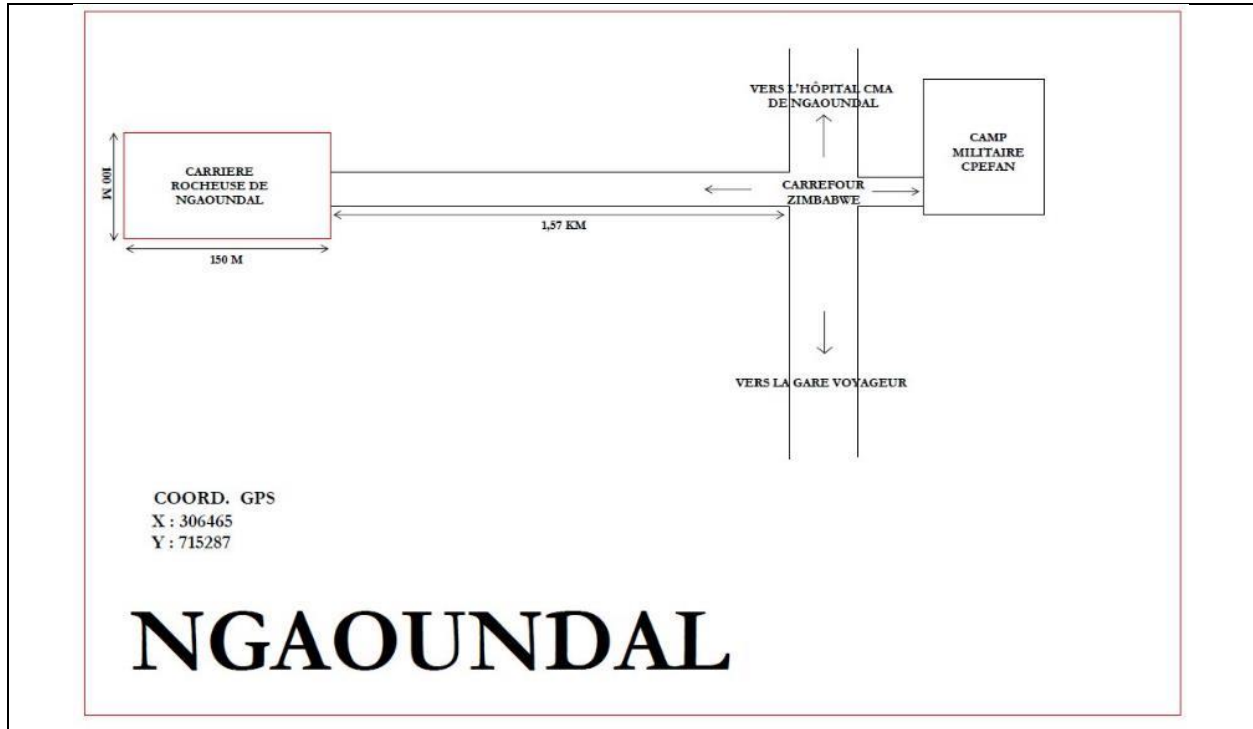 VERS L'HÔPITAL CMA
DE NGAOUNDAL
CAMP
MILITAIRE
CPEFAN
100 M
CARRIERE
ROCHEUSE DE
NGAOUNDAL
CARREFOUR
ZIMBABWE
1,57 KM
150 M
VERS LA GARE VOYAGEUR
COORD. GPS
X : 306465
Y : 715287
NGAOUNDAL